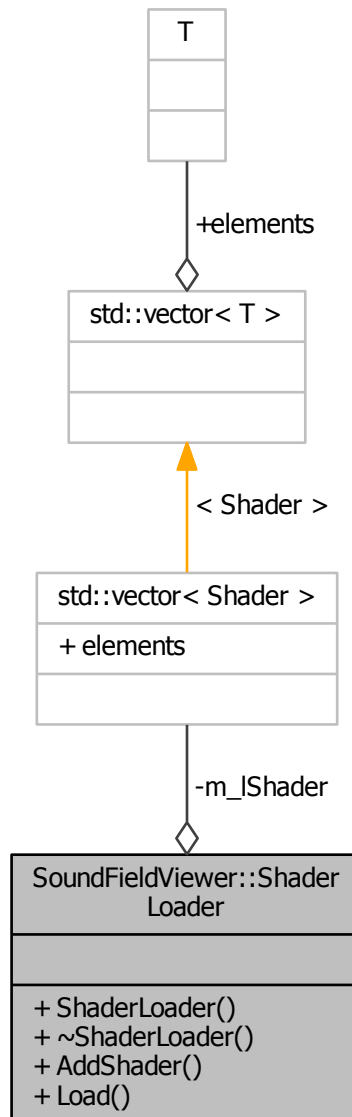 T
+elements
std::vector< T >
< Shader >
std::vector< Shader >
+ elements
-m_lShader
SoundFieldViewer::Shader
Loader
+ ShaderLoader()
+ ~ShaderLoader()
+ AddShader()
+ Load()